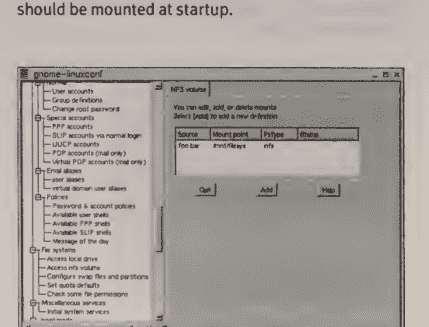 should be mounted at startup.
gnome-linuxconf
Normal
User accounts
Group definitions
Change root password
Special accounts
PPP accounts
SLIP accounts via normal login
UUCP accounts
POP accounts (mail only)
Virtual POP accounts (mail only)
Email aliases
user aliases
virtual domain user aliases
Policies
Password & account policies
Available user shells
Available PPP shells
Available SLIP shells
Message of the day
File systems
Access local drive
Access nfs volume
Configure swap files and partitions
Set quota defaults
Check some file permissions
Miscellaneous services
Initial system services
NFS volume
You can edit, add, or delete mounts
Select [Add] to add a new definition
Source Mount point FsType Status
foo:bar nfs
Quit Add Help